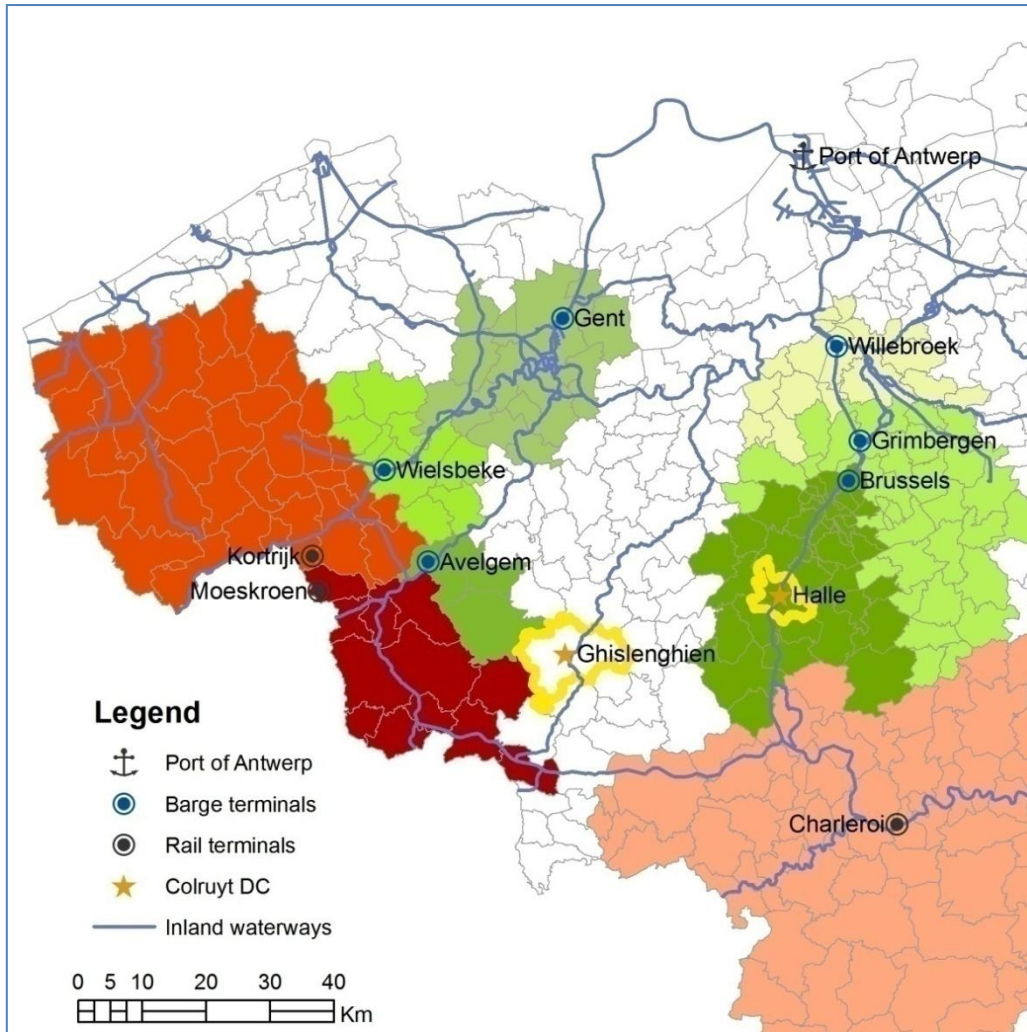 Port of Antwerp
Gent
Willebroek
Grimbergen
Wielsbeke
Brussels
Kortrijk
Avelgem
Moeskroen
Halle
Ghislenghien
Charleroi
Legend
Port of Antwerp
Barge terminals
Rail terminals
Colruyt DC
Inland waterways
0 5 10 20 30 40
Km